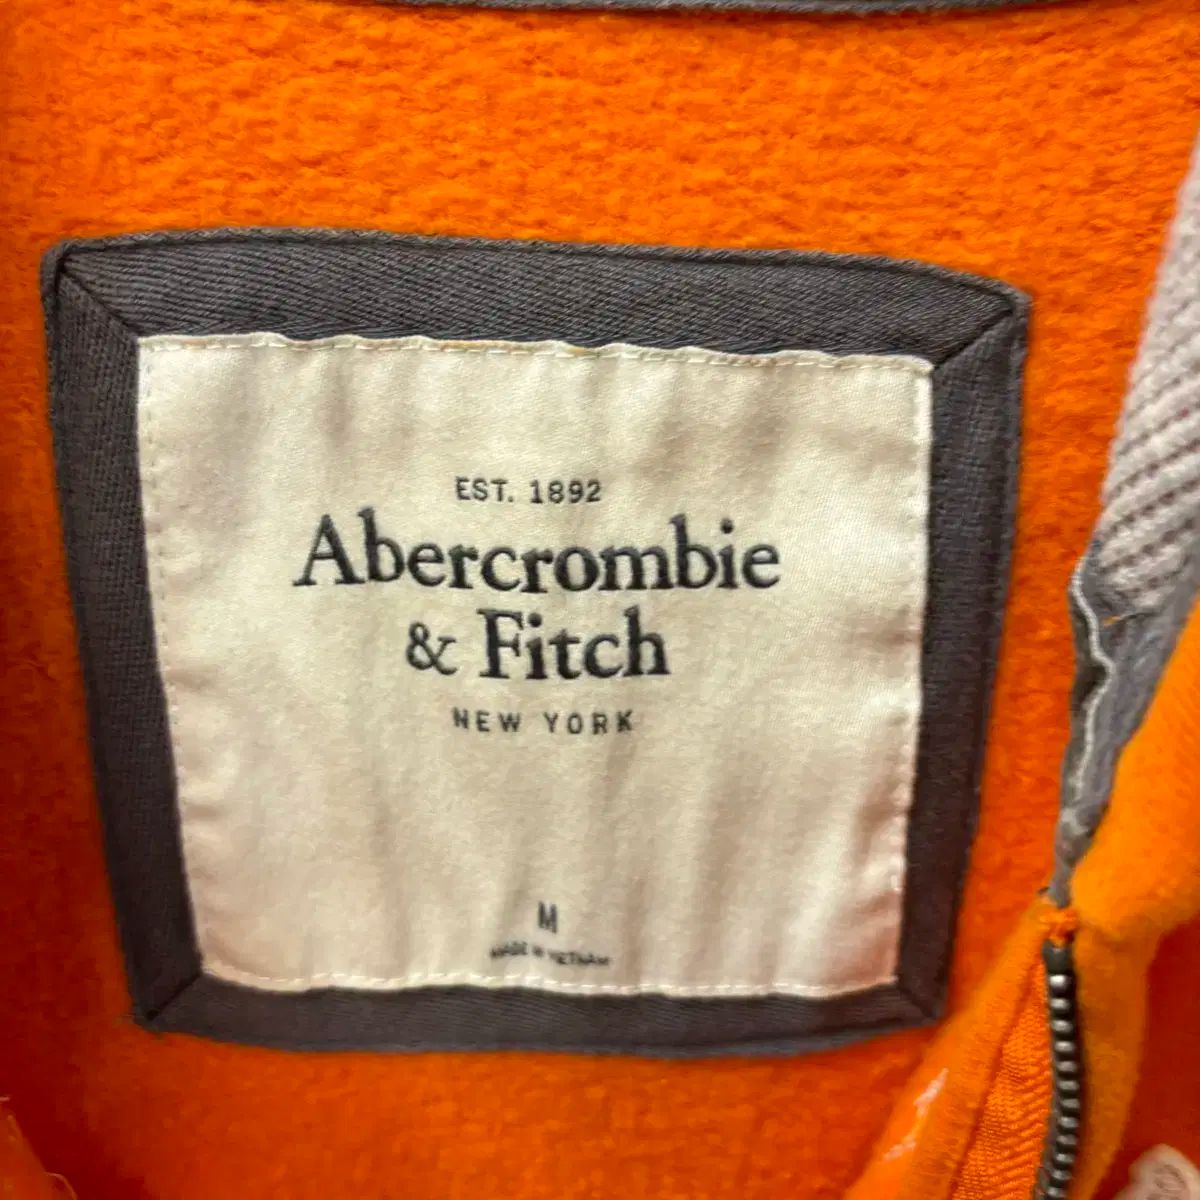 EST. 1892
Abercrombie
& Fitch
NEW YORK
M
MADE IN VIETNAM